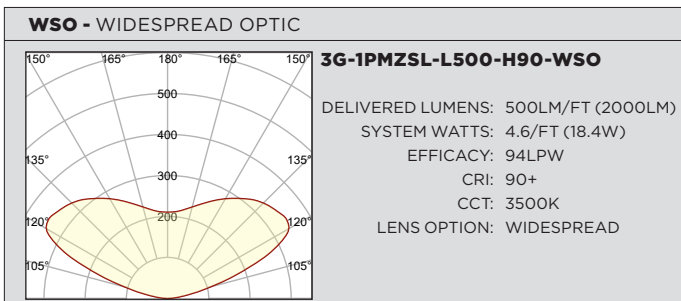 WSO - WIDESPREAD OPTIC
150° 165° 180° 165° 150°
500
400
135° 135°
300
200
120° 120°
105° 105°
3G-1PMZSL-L500-H90-WSO
DELIVERED LUMENS: 500LM/FT (2000LM)
SYSTEM WATTS: 4.6/FT (18.4W)
EFFICACY: 94LPW
CRI: 90+
CCT: 3500K
LENS OPTION: WIDESPREAD